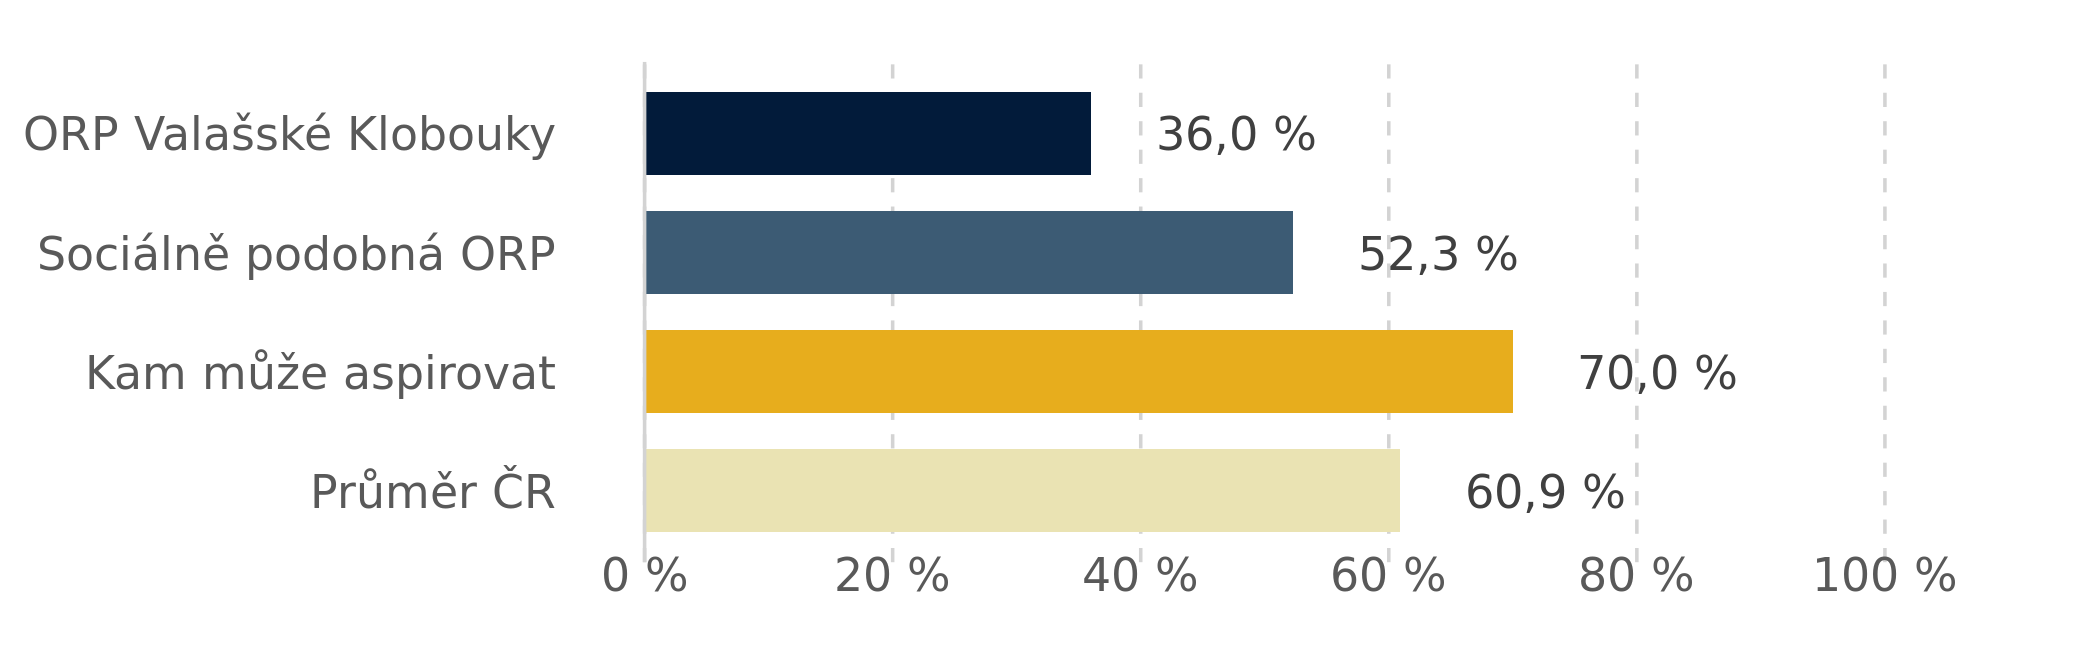 ORP Valašské Klobouky 36,0 %
Sociálně podobná ORP 52,3 %
Kam může aspirovat 70,0 %
Průměr ČR 60,9 %
0 % 20 % 40 % 60 % 80 % 100 %